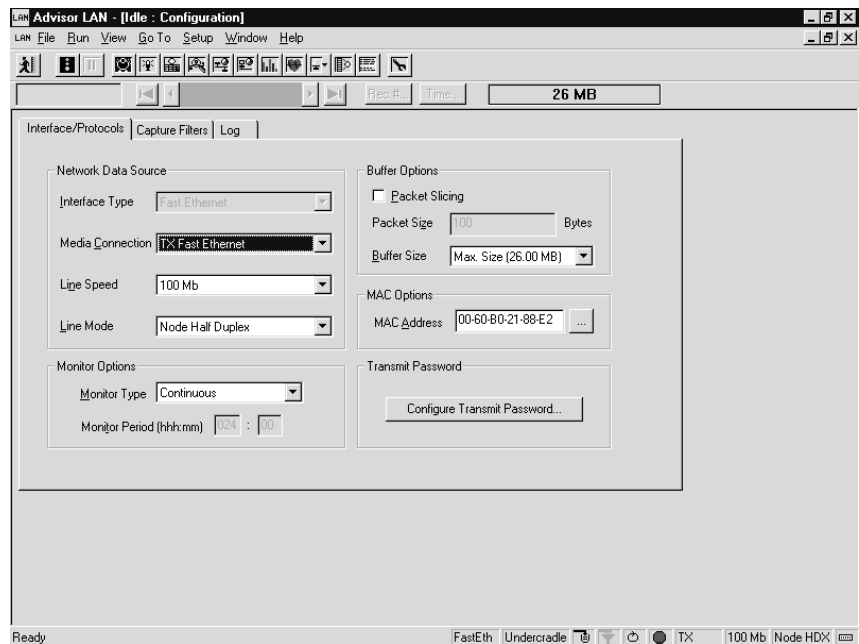 LAN Advisor LAN - [Idle : Configuration]
LAN File Run View Go To Setup Window Help
Rec #... Time... 26 MB
Interface/Protocols Capture Filters Log
Network Data Source
Interface Type Fast Ethernet
Media Connection TX Fast Ethernet
Line Speed 100 Mb
Line Mode Node Half Duplex
Monitor Options
Monitor Type Continuous
Monitor Period (hhh:mm) 024 : 00
Buffer Options
Packet Slicing
Packet Size 100 Bytes
Buffer Size Max. Size (26.00 MB)
MAC Options
MAC Address 00-60-B0-21-88-E2 ...
Transmit Password
Configure Transmit Password...
Ready FastEth Undercradle TX 100 Mb Node HDX